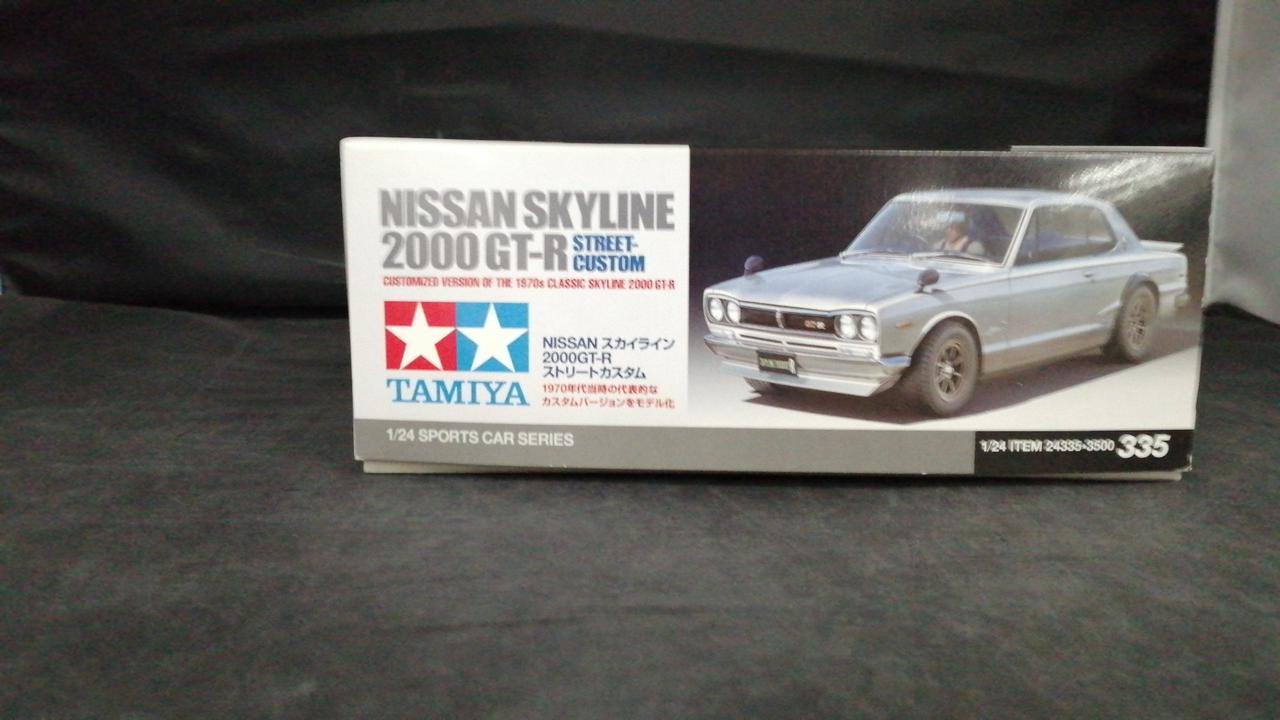 NISSAN SKYLINE
2000 GT-R STREET-CUSTOM
CUSTOMIZED VERSION OF THE 1970s CLASSIC SKYLINE 2000 GT-R
TAMIYA
NISSAN スカイライン
2000GT-R
ストリートカスタム
1970年代当時の代表的な
カスタムバージョンをモデル化
1/24 SPORTS CAR SERIES
1/24 ITEM 24335-3500 335